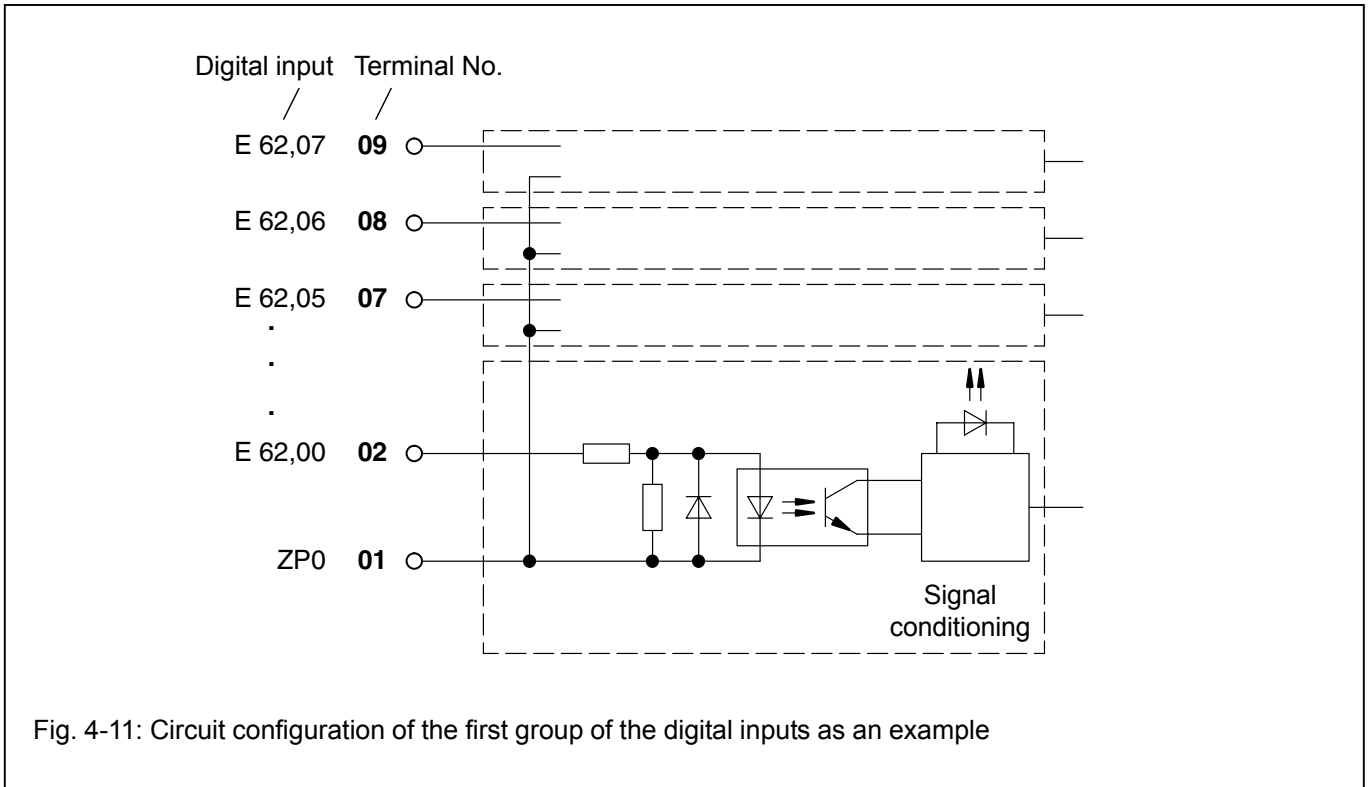 Digital input Terminal No.
E 62,07 09
E 62,06 08
E 62,05 07
.
.
.
E 62,00 02
ZP0 01
Signal
conditioning
Fig. 4-11: Circuit configuration of the first group of the digital inputs as an example